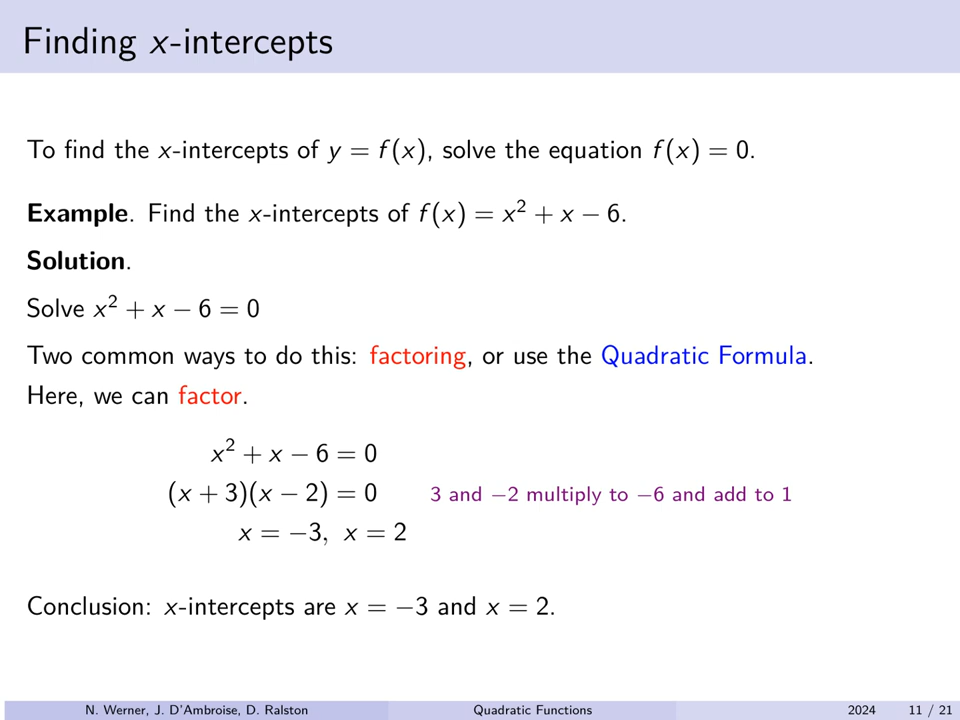 Finding x-intercepts
To find the x-intercepts of y = f(x), solve the equation f(x) = 0.
Example. Find the x-intercepts of f(x) = x² + x − 6.
Solution.
Solve x² + x − 6 = 0
Two common ways to do this: factoring, or use the Quadratic Formula.
Here, we can factor.
x² + x − 6 = 0
(x + 3)(x − 2) = 0 3 and −2 multiply to −6 and add to 1
x = −3, x = 2
Conclusion: x-intercepts are x = −3 and x = 2.
N. Werner, J. D'Ambroise, D. Ralston Quadratic Functions 2024 11 / 21